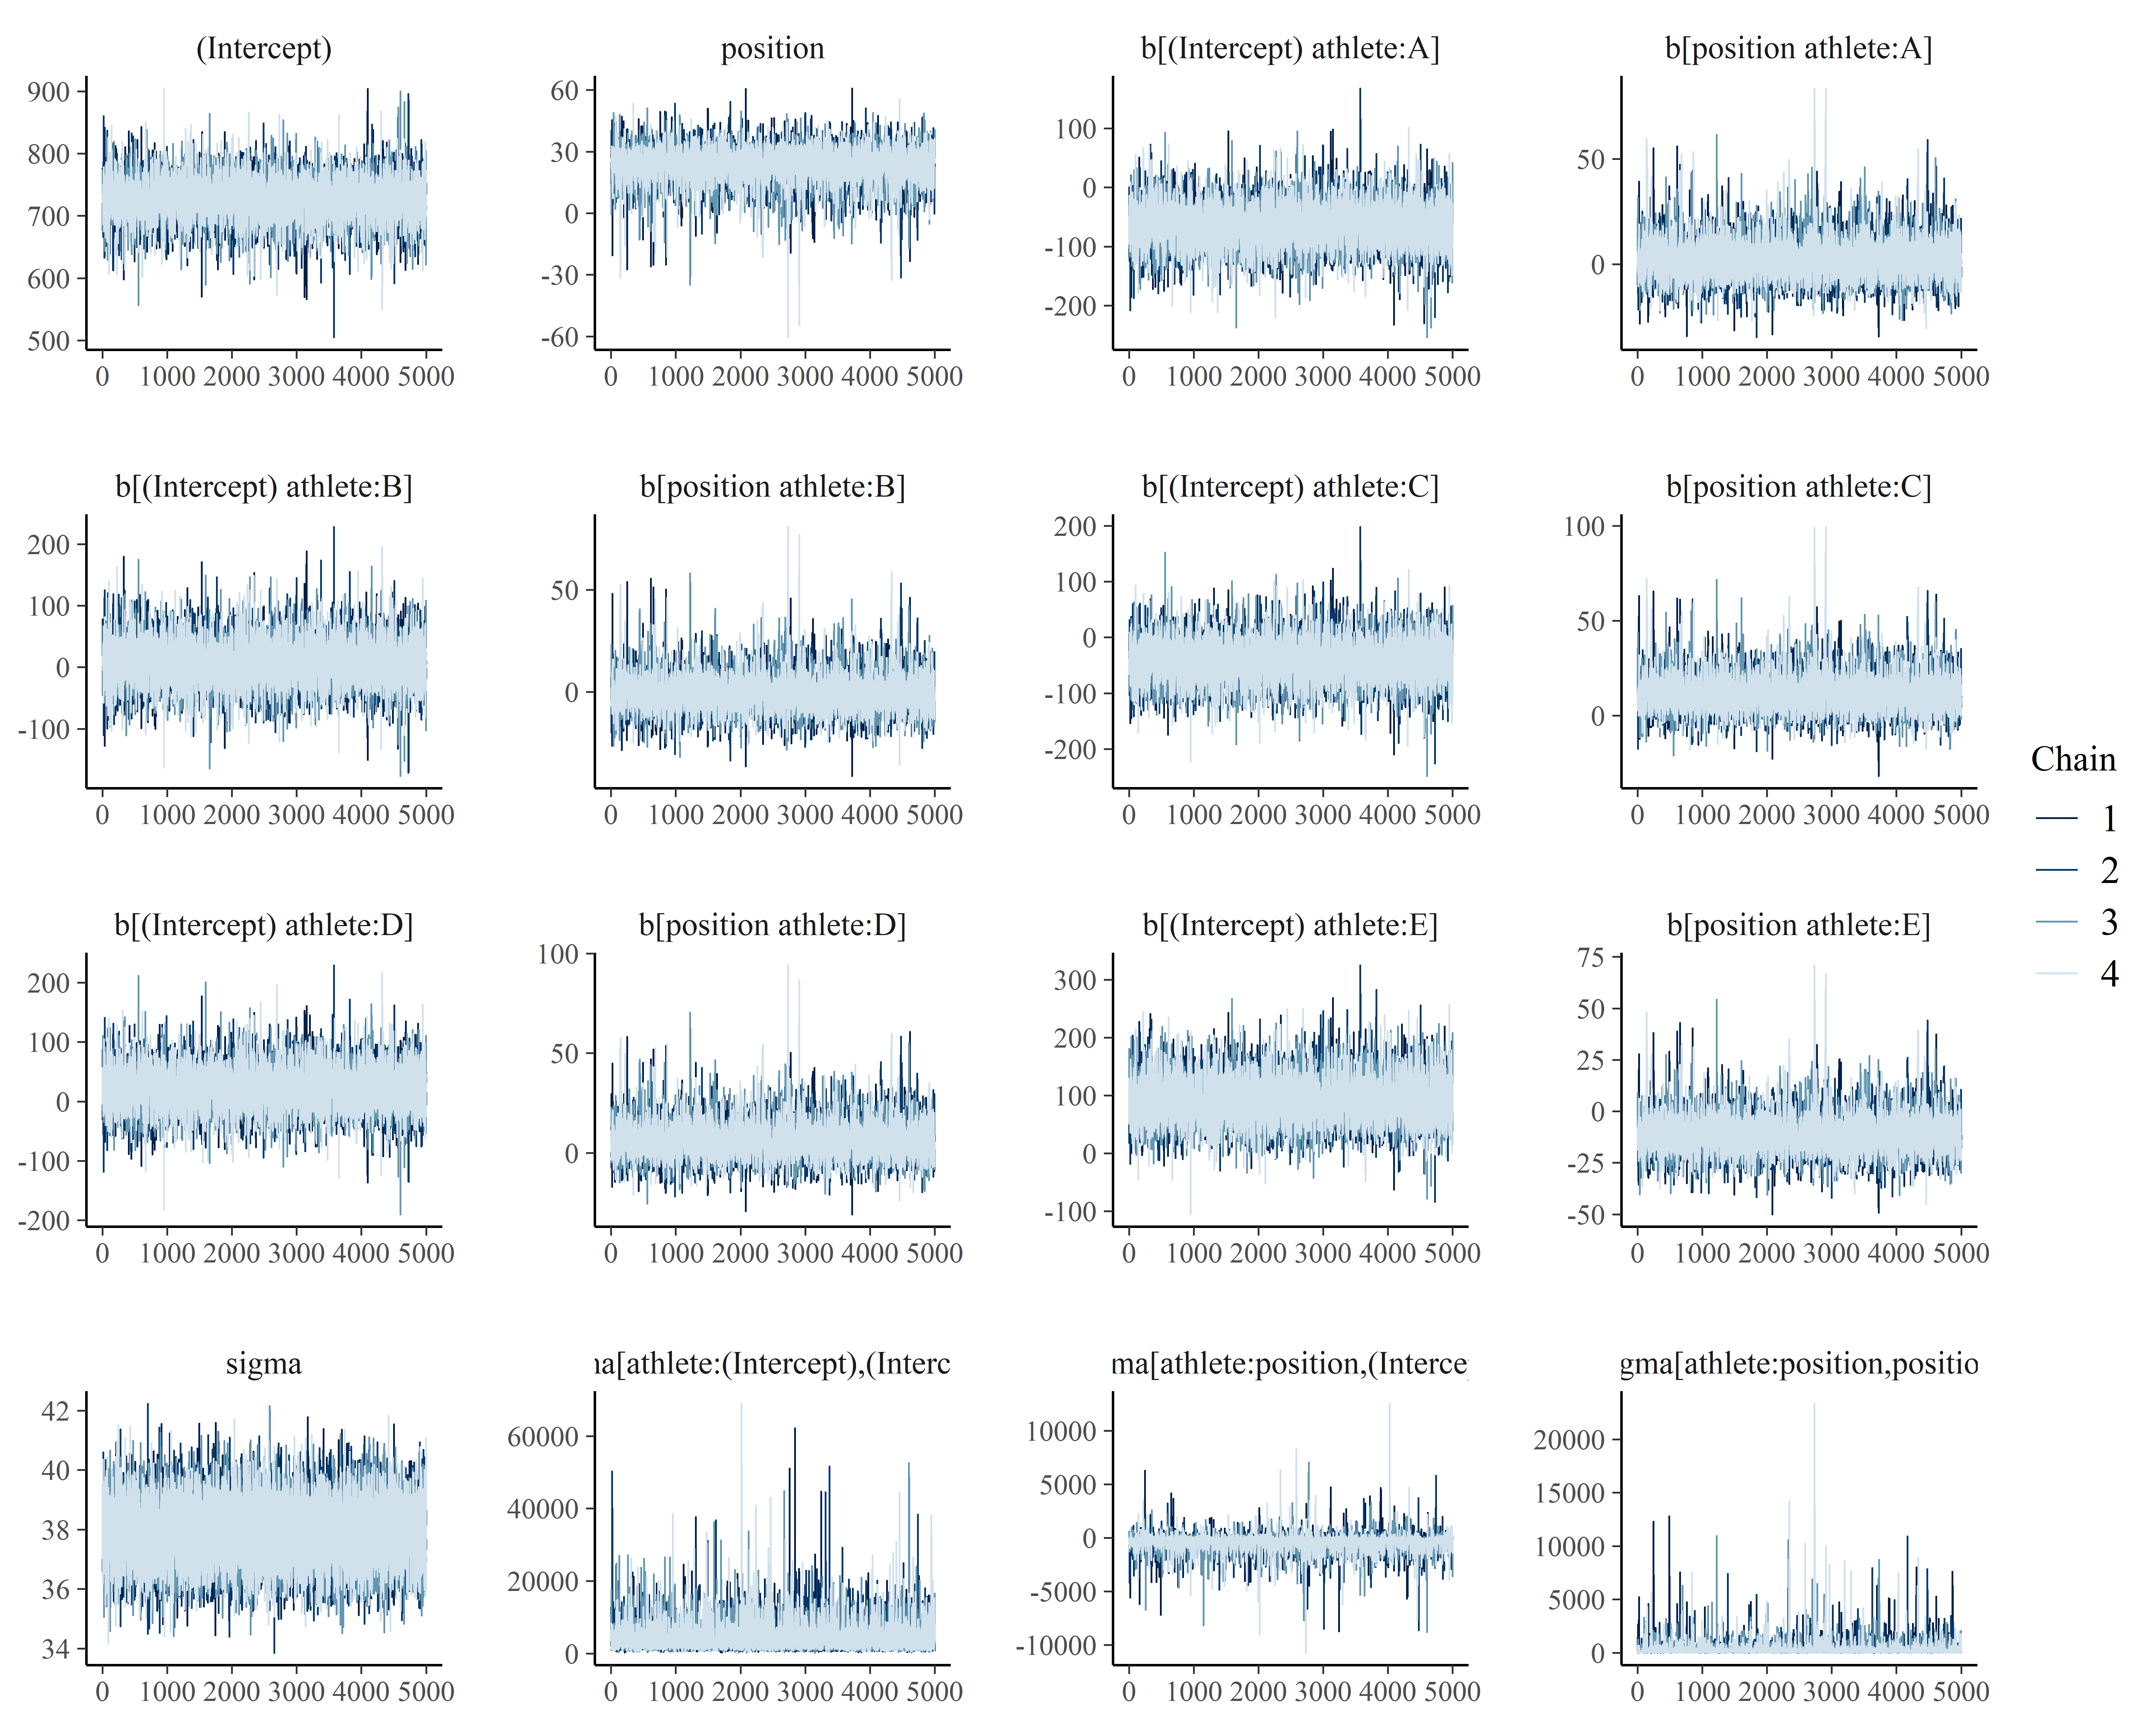 (Intercept) position b[(Intercept) athlete:A] b[position athlete:A]
900 60 100 50
800 30 0 0
700 0 -100
600 -30 -200
500 -60
0 1000 2000 3000 4000 5000 0 1000 2000 3000 4000 5000 0 1000 2000 3000 4000 5000 0 1000 2000 3000 4000 5000
b[(Intercept) athlete:B] b[position athlete:B] b[(Intercept) athlete:C] b[position athlete:C]
200 50 200 100
100 0 100 50
0 0 0
-100 -100
-200
0 1000 2000 3000 4000 5000 0 1000 2000 3000 4000 5000 0 1000 2000 3000 4000 5000 0 1000 2000 3000 4000 5000
Chain
1
2
3
4
b[(Intercept) athlete:D] b[position athlete:D] b[(Intercept) athlete:E] b[position athlete:E]
200 100 300 75
100 50 200 50
0 0 100 25
-100 0 0
-200 -100 -25
-50
0 1000 2000 3000 4000 5000 0 1000 2000 3000 4000 5000 0 1000 2000 3000 4000 5000 0 1000 2000 3000 4000 5000
sigma na[athlete:(Intercept),(Interc ma[athlete:position,(Interce gma[athlete:position,positio
42 60000 10000 20000
40 40000 5000 15000
38 20000 0 10000
36 0 -5000 5000
34 -10000 0
0 1000 2000 3000 4000 5000 0 1000 2000 3000 4000 5000 0 1000 2000 3000 4000 5000 0 1000 2000 3000 4000 5000